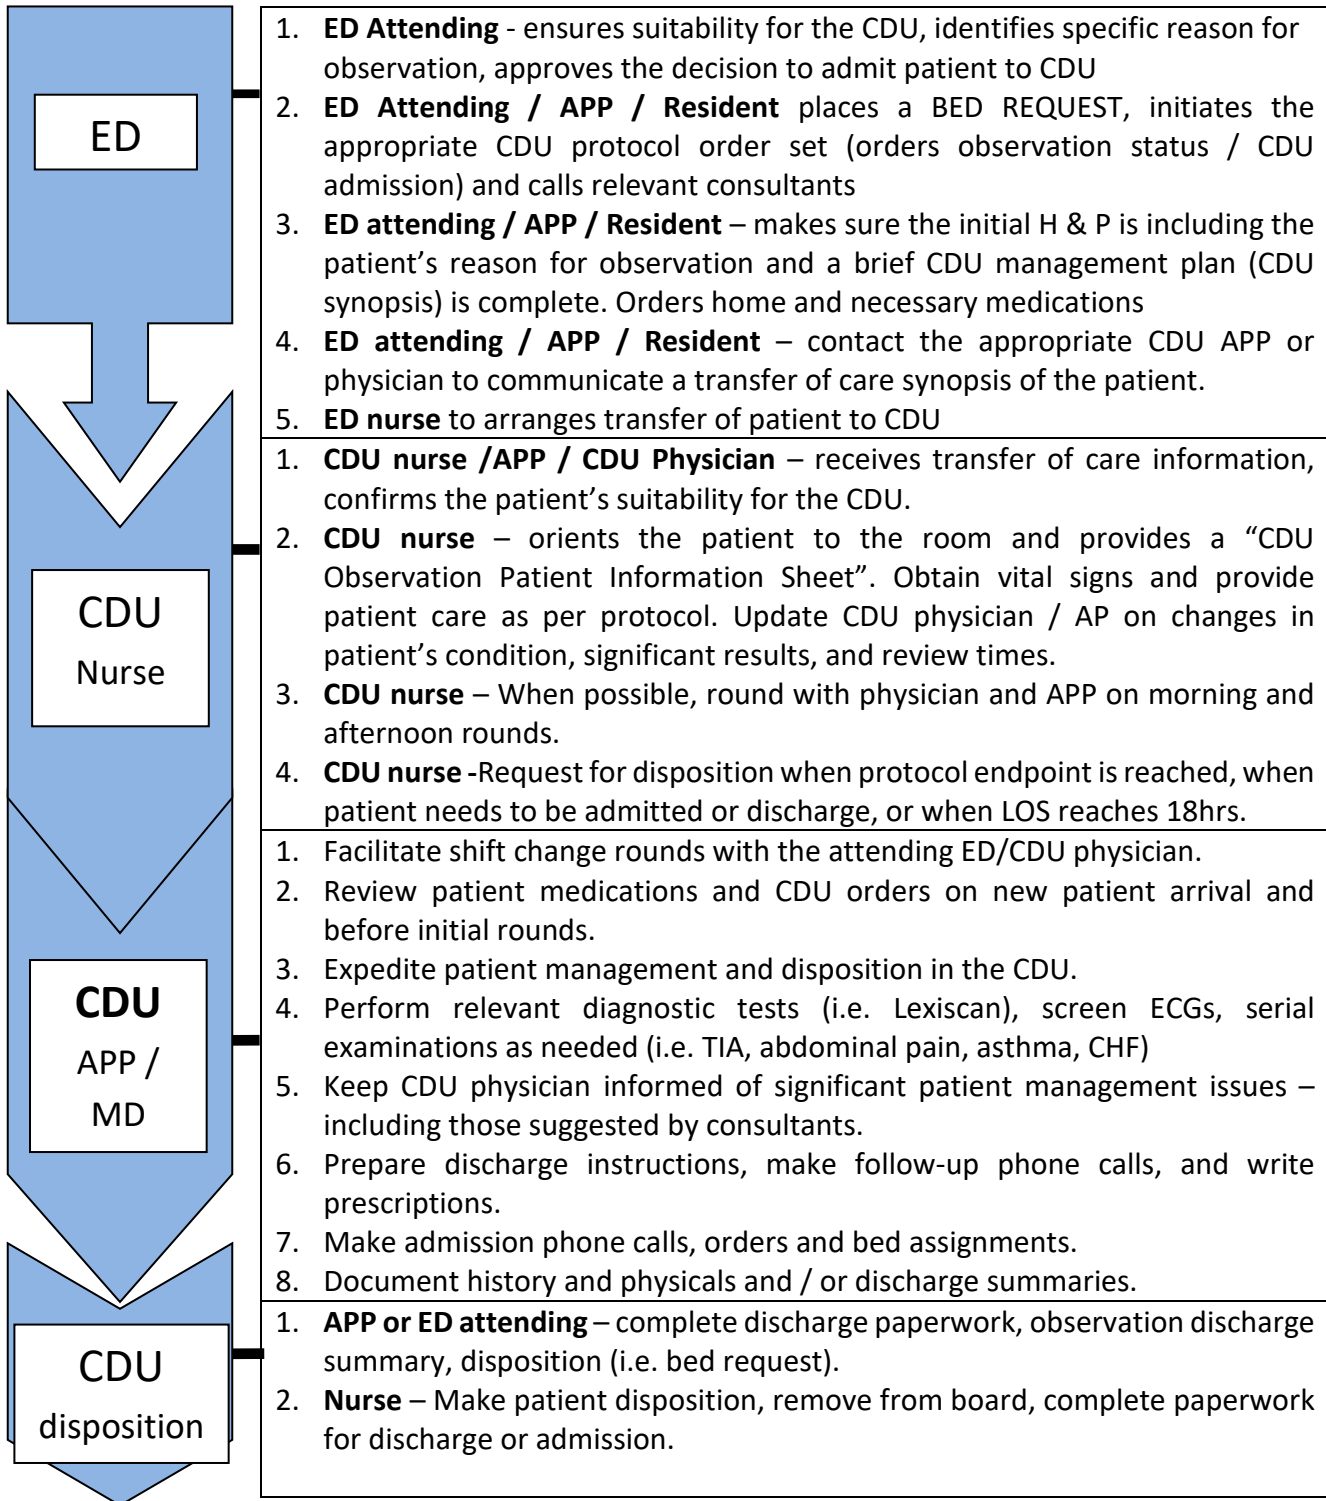 ED
1. ED Attending - ensures suitability for the CDU, identifies specific reason for
observation, approves the decision to admit patient to CDU
2. ED Attending / APP / Resident places a BED REQUEST, initiates the
appropriate CDU protocol order set (orders observation status / CDU
admission) and calls relevant consultants
3. ED attending / APP / Resident – makes sure the initial H & P is including the
patient’s reason for observation and a brief CDU management plan (CDU
synopsis) is complete. Orders home and necessary medications
4. ED attending / APP / Resident – contact the appropriate CDU APP or
physician to communicate a transfer of care synopsis of the patient.
5. ED nurse to arranges transfer of patient to CDU
CDU
Nurse
1. CDU nurse /APP / CDU Physician – receives transfer of care information,
confirms the patient’s suitability for the CDU.
2. CDU nurse – orients the patient to the room and provides a “CDU
Observation Patient Information Sheet”. Obtain vital signs and provide
patient care as per protocol. Update CDU physician / AP on changes in
patient’s condition, significant results, and review times.
3. CDU nurse – When possible, round with physician and APP on morning and
afternoon rounds.
4. CDU nurse -Request for disposition when protocol endpoint is reached, when
patient needs to be admitted or discharge, or when LOS reaches 18hrs.
CDU
APP /
MD
1. Facilitate shift change rounds with the attending ED/CDU physician.
2. Review patient medications and CDU orders on new patient arrival and
before initial rounds.
3. Expedite patient management and disposition in the CDU.
4. Perform relevant diagnostic tests (i.e. Lexiscan), screen ECGs, serial
examinations as needed (i.e. TIA, abdominal pain, asthma, CHF)
5. Keep CDU physician informed of significant patient management issues –
including those suggested by consultants.
6. Prepare discharge instructions, make follow-up phone calls, and write
prescriptions.
7. Make admission phone calls, orders and bed assignments.
8. Document history and physicals and / or discharge summaries.
CDU
disposition
1. APP or ED attending – complete discharge paperwork, observation discharge
summary, disposition (i.e. bed request).
2. Nurse – Make patient disposition, remove from board, complete paperwork
for discharge or admission.